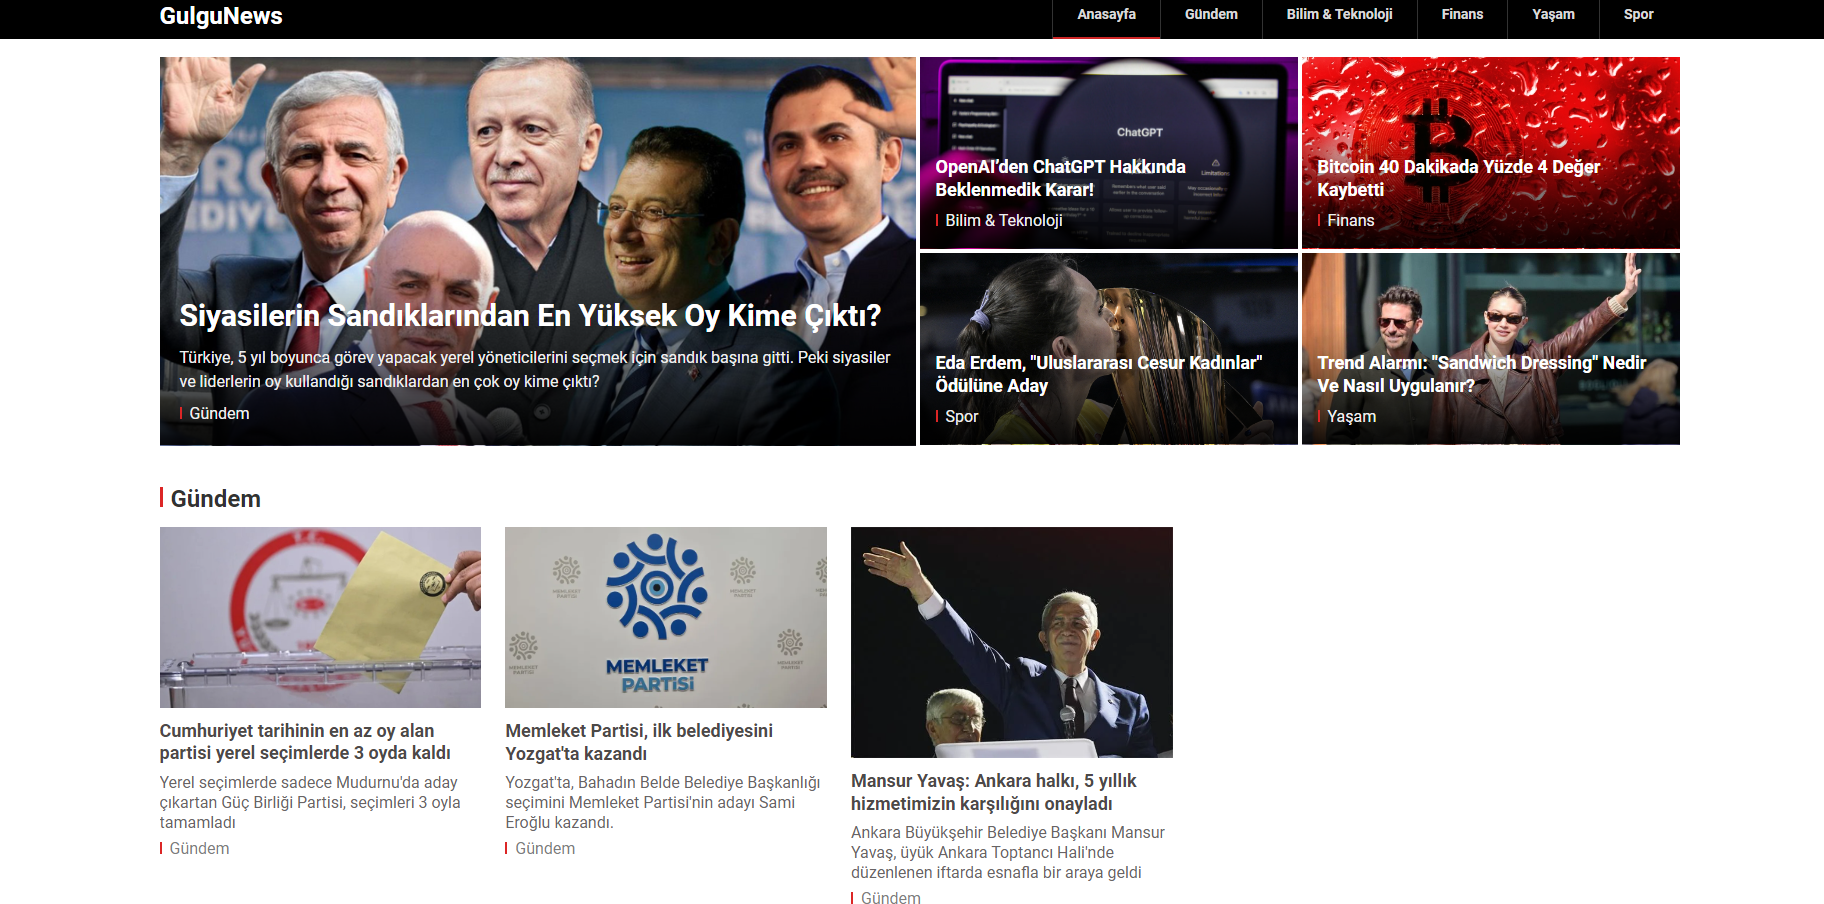 GulguNews
Anasayfa
Gündem
Bilim & Teknoloji
Finans
Yaşam
Spor
Siyasilerin Sandıklarından En Yüksek Oy Kime Çıktı?
Türkiye, 5 yıl boyunca görev yapacak yerel yöneticilerini seçmek için sandık başına gitti. Peki siyasiler
ve liderlerin oy kullandığı sandıklardan en çok oy kime çıktı?
Gündem
ChatGPT
Limitations
OpenAI'den ChatGPT Hakkında
Beklenmedik Karar!
Bilim & Teknoloji
Bitcoin 40 Dakikada Yüzde 4 Değer
Kaybetti
Finans
Eda Erdem, "Uluslararası Cesur Kadınlar"
Ödülüne Aday
Spor
Trend Alarmı: "Sandwich Dressing" Nedir
Ve Nasıl Uygulanır?
Yaşam
Gündem
T.C.
Cumhuriyet tarihinin en az oy alan
partisi yerel seçimlerde 3 oyda kaldı
Yerel seçimlerde sadece Mudurnu'da aday
çıkartan Güç Birliği Partisi, seçimleri 3 oyla
tamamladı
Gündem
MEMLEKET
PARTİSİ
MEMLEKET
PARTİSİ
MEMLEKET
PARTİSİ
Memleket Partisi, ilk belediyesini
Yozgat'ta kazandı
Yozgat'ta, Bahadın Belde Belediye Başkanlığı
seçimini Memleket Partisi'nin adayı Sami
Eroğlu kazandı.
Gündem
Mansur Yavaş: Ankara halkı, 5 yıllık
hizmetimizin karşılığını onayladı
Ankara Büyükşehir Belediye Başkanı Mansur
Yavaş, üyük Ankara Toptancı Hali'nde
düzenlenen iftarda esnafla bir araya geldi
Gündem